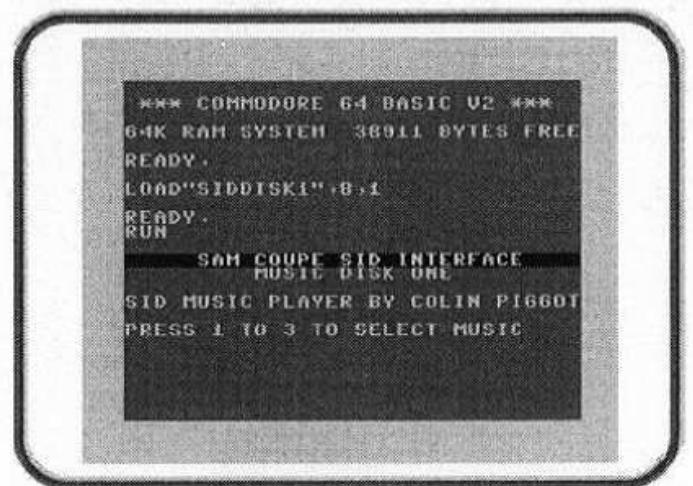 *** COMMODORE 64 BASIC V2 ***
64K RAM SYSTEM 38911 BYTES FREE
READY.
LOAD"SIDDISK1",8,1
READY.
RUN
SAM COUPE SID INTERFACE
MUSIC DISK ONE
SID MUSIC PLAYER BY COLIN PIGGOT
PRESS 1 TO 3 TO SELECT MUSIC